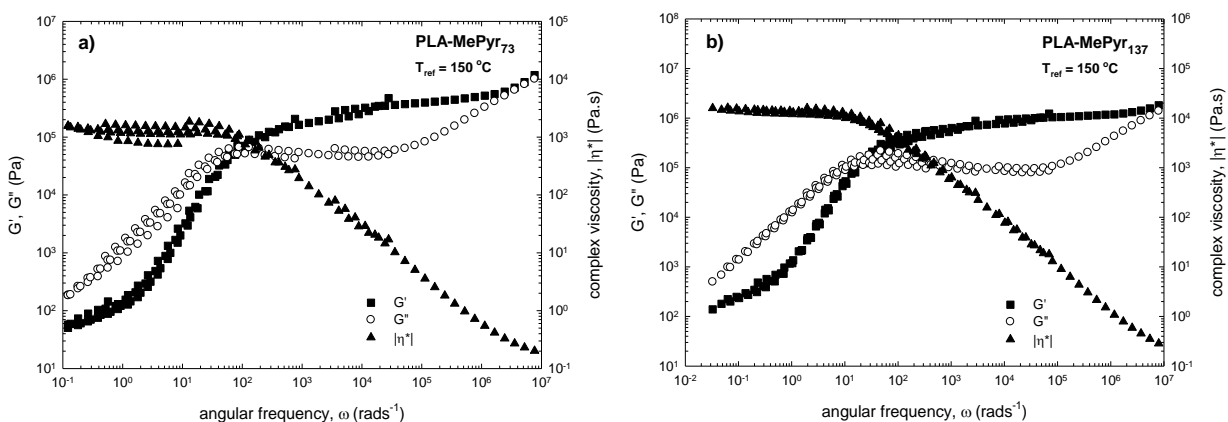 a)
PLA-MePyr73
Tref = 150 °C
G', G" (Pa)
10^6
10^5
10^4
10^3
10^2
10^1
complex viscosity, |η*| (Pa.s)
10^5
10^4
10^3
10^2
10^1
10^0
10^-1
G'
G"
|η*|
10^-1 10^0 10^1 10^2 10^3 10^4 10^5 10^6 10^7
angular frequency, ω (rads^-1)
b)
PLA-MePyr137
Tref = 150 °C
G', G" (Pa)
10^8
10^7
10^6
10^5
10^4
10^3
10^2
10^1
complex viscosity, |η*| (Pa.s)
10^6
10^5
10^4
10^3
10^2
10^1
10^0
10^-1
G'
G"
|η*|
10^-2 10^-1 10^0 10^1 10^2 10^3 10^4 10^5 10^6 10^7
angular frequency, ω (rads^-1)